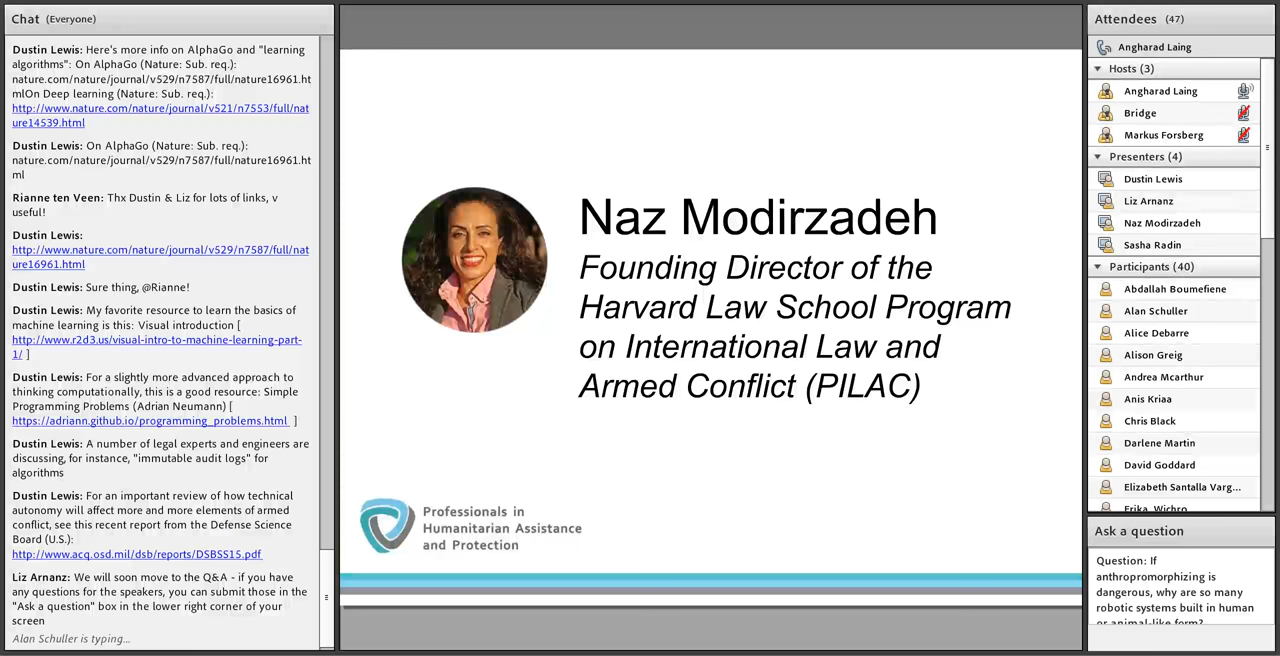 Chat (Everyone)
Dustin Lewis: Here's more info on AlphaGo and "learning
algorithms": On AlphaGo (Nature: Sub. req.):
nature.com/nature/journal/v529/n7587/full/nature16961.ht
mlOn Deep learning (Nature: Sub. req.):
http://www.nature.com/nature/journal/v521/n7553/full/nat
ure14539.html
Dustin Lewis: On AlphaGo (Nature: Sub. req.):
nature.com/nature/journal/v529/n7587/full/nature16961.ht
ml
Rianne ten Veen: Thx Dustin & Liz for lots of links, v
useful!
Dustin Lewis:
http://www.nature.com/nature/journal/v529/n7587/full/nat
ure16961.html
Dustin Lewis: Sure thing, @Rianne!
Dustin Lewis: My favorite resource to learn the basics of
machine learning is this: Visual introduction [
http://www.r2d3.us/visual-intro-to-machine-learning-part-
1/ ]
Dustin Lewis: For a slightly more advanced approach to
thinking computationally, this is a good resource: Simple
Programming Problems (Adrian Neumann) [
https://adriann.github.io/programming_problems.html ]
Dustin Lewis: A number of legal experts and engineers are
discussing, for instance, "immutable audit logs" for
algorithms
Dustin Lewis: For an important review of how technical
autonomy will affect more and more elements of armed
conflict, see this recent report from the Defense Science
Board (U.S.):
http://www.acq.osd.mil/dsb/reports/DSBSS15.pdf
Liz Arnanz: We will soon move to the Q&A - if you have
any questions for the speakers, you can submit those in the
"Ask a question" box in the lower right corner of your
screen
Alan Schuller is typing...
Naz Modirzadeh
Founding Director of the
Harvard Law School Program
on International Law and
Armed Conflict (PILAC)
Professionals in
Humanitarian Assistance
and Protection
Attendees (47)
Angharad Laing
Hosts (3)
Angharad Laing
Bridge
Markus Forsberg
Presenters (4)
Dustin Lewis
Liz Arnanz
Naz Modirzadeh
Sasha Radin
Participants (40)
Abdallah Boumefiene
Alan Schuller
Alice Debarre
Alison Greig
Andrea Mcarthur
Anis Kriaa
Chris Black
Darlene Martin
David Goddard
Elizabeth Santalla Varg...
Erika Wichro
Ask a question
Question: If
anthropromorphizing is
dangerous, why are so many
robotic systems built in human
or animal-like form?